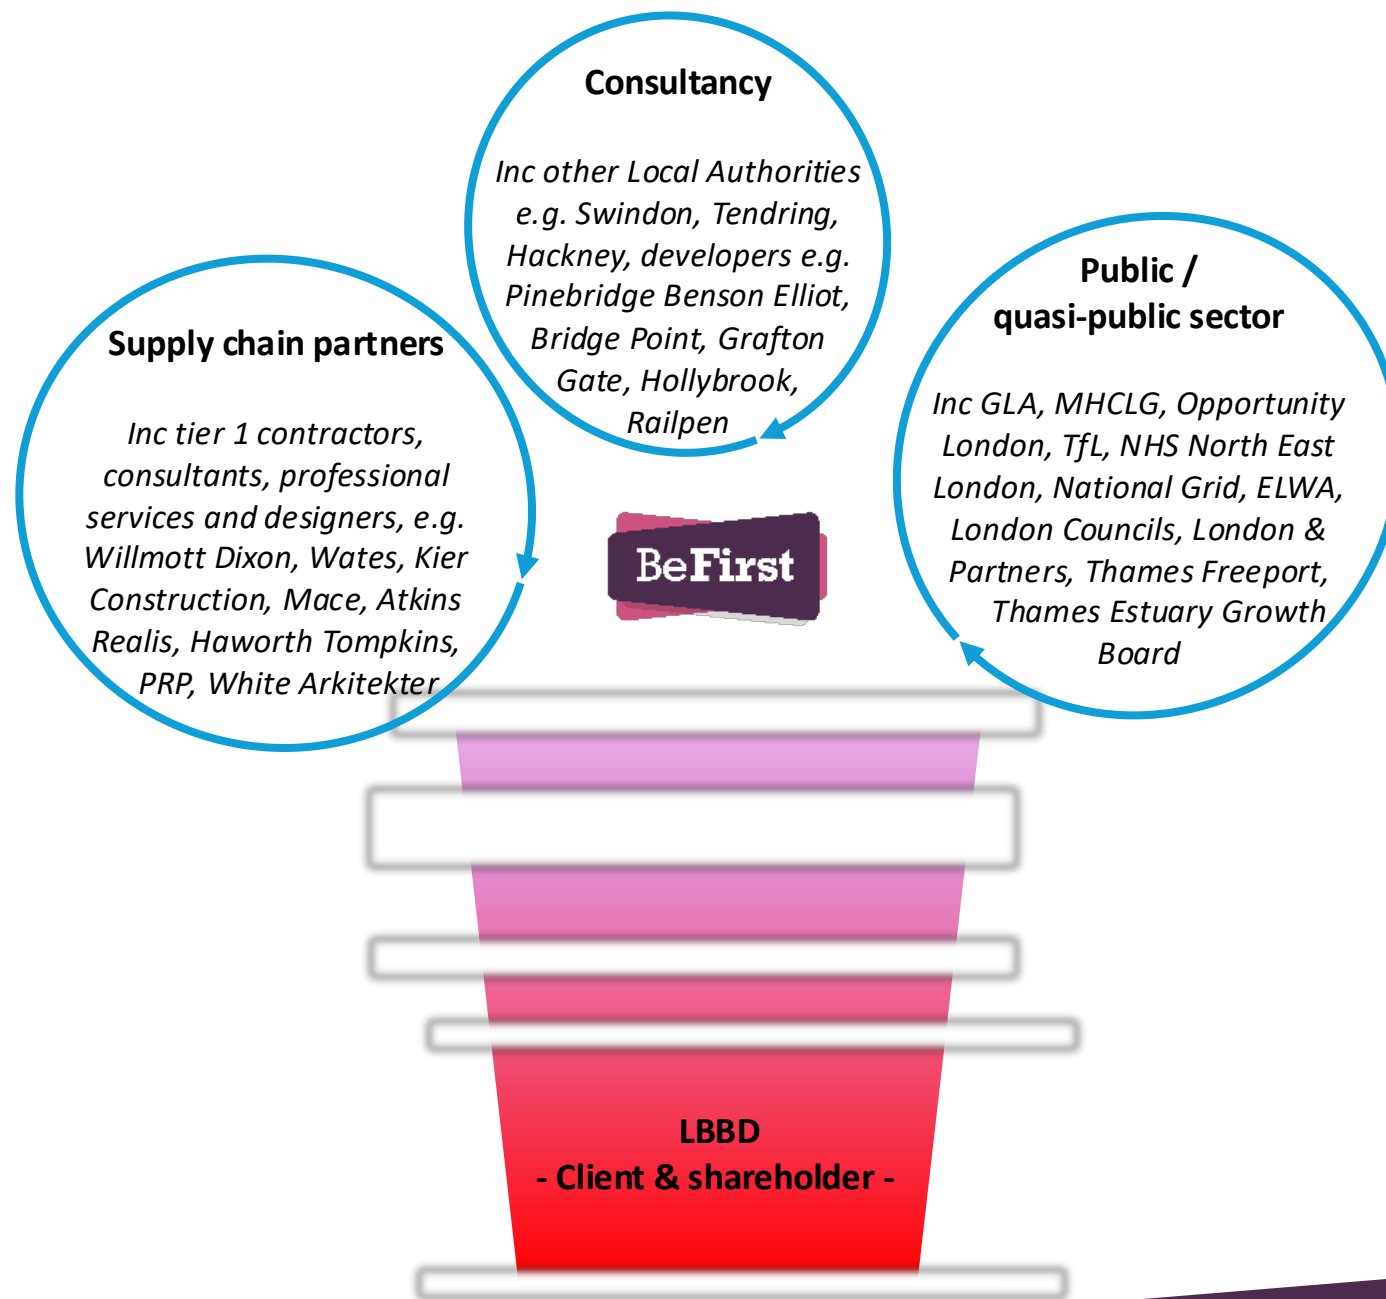 Consultancy
Inc other Local Authorities
e.g. Swindon, Tendring,
Hackney, developers e.g.
Pinebridge Benson Elliot,
Bridge Point, Grafton
Gate, Hollybrook,
Railpen
Supply chain partners
Inc tier 1 contractors,
consultants, professional
services and designers, e.g.
Willmott Dixon, Wates, Kier
Construction, Mace, Atkins
Realis, Haworth Tompkins,
PRP, White Arkitekter
Public /
quasi-public sector
Inc GLA, MHCLG, Opportunity
London, TfL, NHS North East
London, National Grid, ELWA,
London Councils, London &
Partners, Thames Freeport,
Thames Estuary Growth
Board
BeFirst
LBBD
- Client & shareholder -